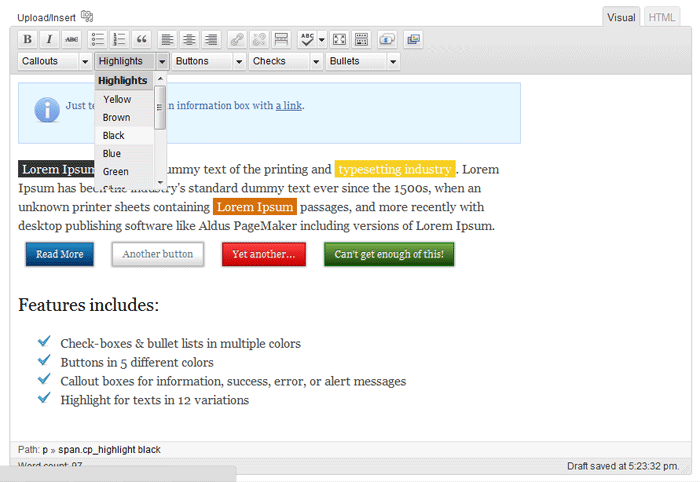 Upload/Insert
Visual HTML
B I ABC ABC
Callouts Highlights Buttons Checks Bullets
Highlights
Yellow
Brown
Black
Blue
Green
Just te n information box with a link.
Lorem Ipsum ummy text of the printing and typesetting industry. Lorem
Ipsum has been the industry's standard dummy text ever since the 1500s, when an
unknown printer sheets containing Lorem Ipsum passages, and more recently with
desktop publishing software like Aldus PageMaker including versions of Lorem Ipsum.
Read More Another button Yet another... Can't get enough of this!
Features includes:
Check-boxes & bullet lists in multiple colors
Buttons in 5 different colors
Callout boxes for information, success, error, or alert messages
Highlight for texts in 12 variations
Path: p » span.cp_highlight black
Word count: 97 Draft saved at 5:23:32 pm.